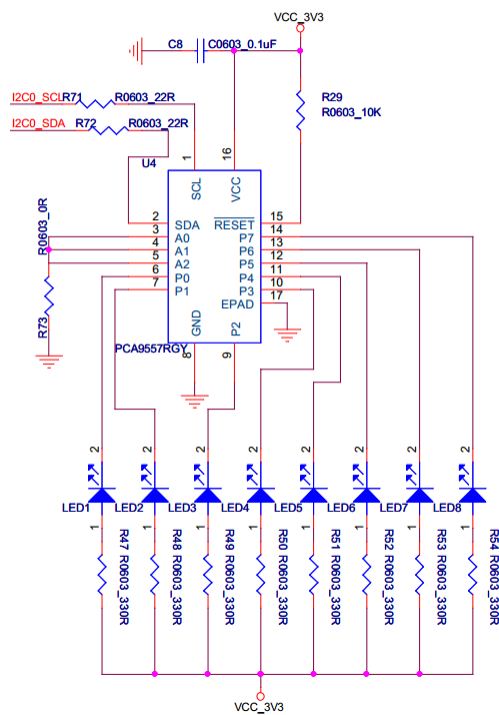 VCC_3V3
C8 C0603_0.1uF
I2C0_SCL R71 R0603_22R
R29
R0603_10K
I2C0_SDA R72 R0603_22R
U4
1
16
SCL
VCC
2 SDA
RESET 15
3 A0
P7 14
4 A1
P6 13
5 A2
P5 12
6 P0
P4 11
7 P1
P3 10
EPAD 17
GND
P2
8
9
PCA9557RGY
R0603_0R
R73
2 2 2 2 2 2 2 2
LED1 LED2 LED3 LED4 LED5 LED6 LED7 LED8
1 1 1 1 1 1 1 1
R47 R0603_330R
R48 R0603_330R
R49 R0603_330R
R50 R0603_330R
R51 R0603_330R
R52 R0603_330R
R53 R0603_330R
R54 R0603_330R
VCC_3V3